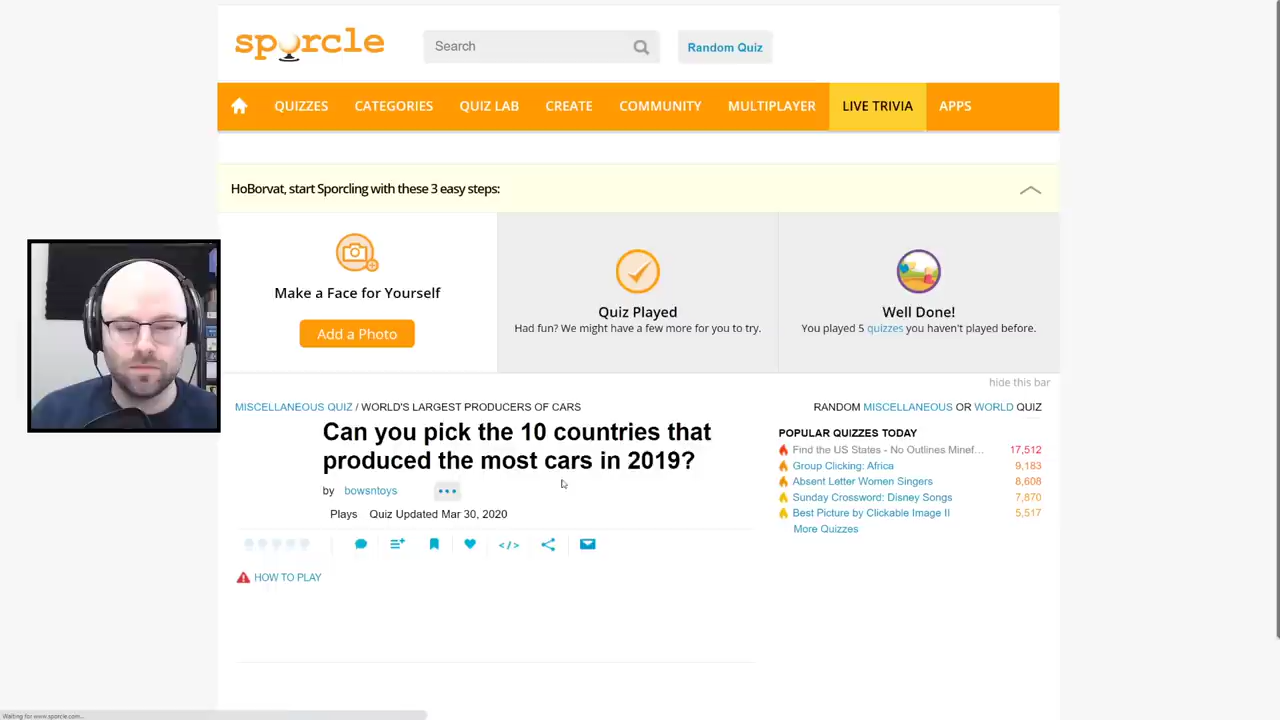 sporcle
Search
Random Quiz
QUIZZES CATEGORIES QUIZ LAB CREATE COMMUNITY MULTIPLAYER LIVE TRIVIA APPS
HoBorvat, start Sporcling with these 3 easy steps:
Make a Face for Yourself
Add a Photo
Quiz Played
Had fun? We might have a few more for you to try.
Well Done!
You played 5 quizzes you haven't played before.
hide this bar
MISCELLANEOUS QUIZ / WORLD'S LARGEST PRODUCERS OF CARS
Can you pick the 10 countries that
produced the most cars in 2019?
by bowsntoys
Plays Quiz Updated Mar 30, 2020
HOW TO PLAY
RANDOM MISCELLANEOUS OR WORLD QUIZ
POPULAR QUIZZES TODAY
Find the US States - No Outlines Minef... 17,512
Group Clicking: Africa 9,183
Absent Letter Women Singers 8,608
Sunday Crossword: Disney Songs 7,870
Best Picture by Clickable Image II 5,517
More Quizzes
Waiting for www.sporcle.com...